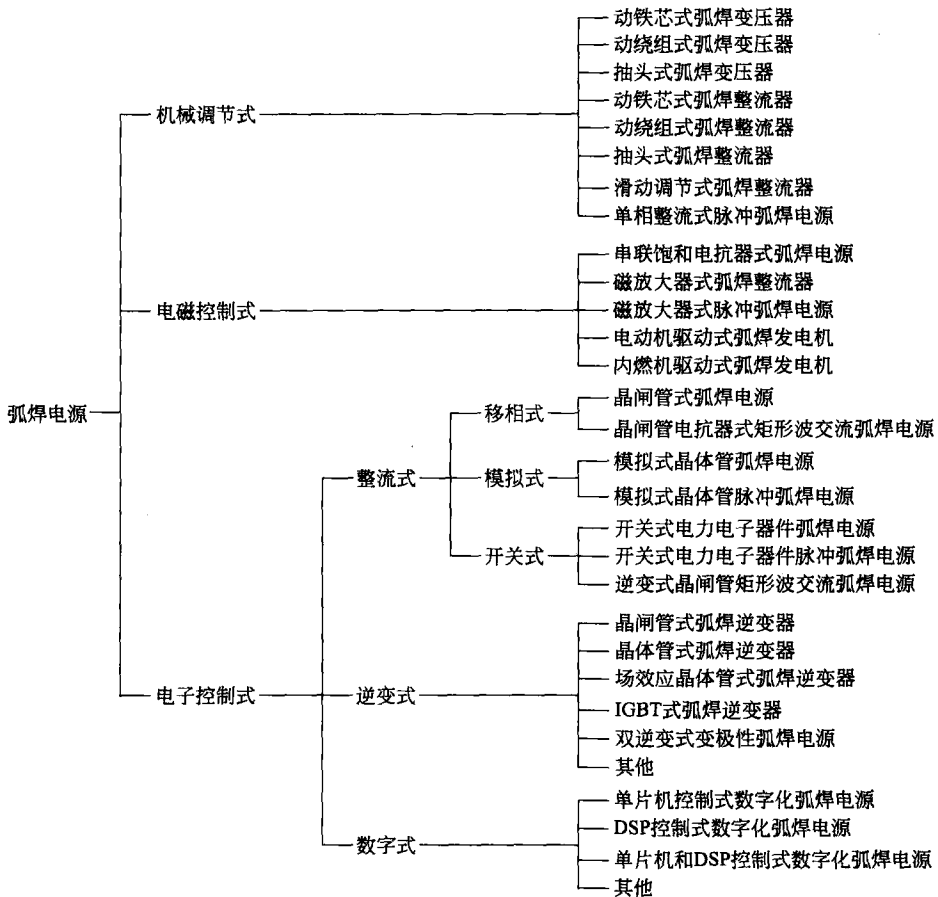 动铁芯式弧焊变压器
动绕组式弧焊变压器
抽头式弧焊变压器
动铁芯式弧焊整流器
机械调节式
动绕组式弧焊整流器
抽头式弧焊整流器
滑动调节式弧焊整流器
单相整流式脉冲弧焊电源
串联饱和电抗器式弧焊电源
磁放大器式弧焊整流器
电磁控制式
磁放大器式脉冲弧焊电源
电动机驱动式弧焊发电机
内燃机驱动式弧焊发电机
弧焊电源
移相式
晶闸管式弧焊电源
晶闸管电抗器式矩形波交流弧焊电源
整流式
模拟式
模拟式晶体管弧焊电源
模拟式晶体管脉冲弧焊电源
开关式
开关式电力电子器件弧焊电源
开关式电力电子器件脉冲弧焊电源
逆变式晶闸管矩形波交流弧焊电源
电子控制式
逆变式
晶闸管式弧焊逆变器
晶体管式弧焊逆变器
场效应晶体管式弧焊逆变器
IGBT式弧焊逆变器
双逆变式变极性弧焊电源
其他
数字式
单片机控制式数字化弧焊电源
DSP控制式数字化弧焊电源
单片机和DSP控制式数字化弧焊电源
其他